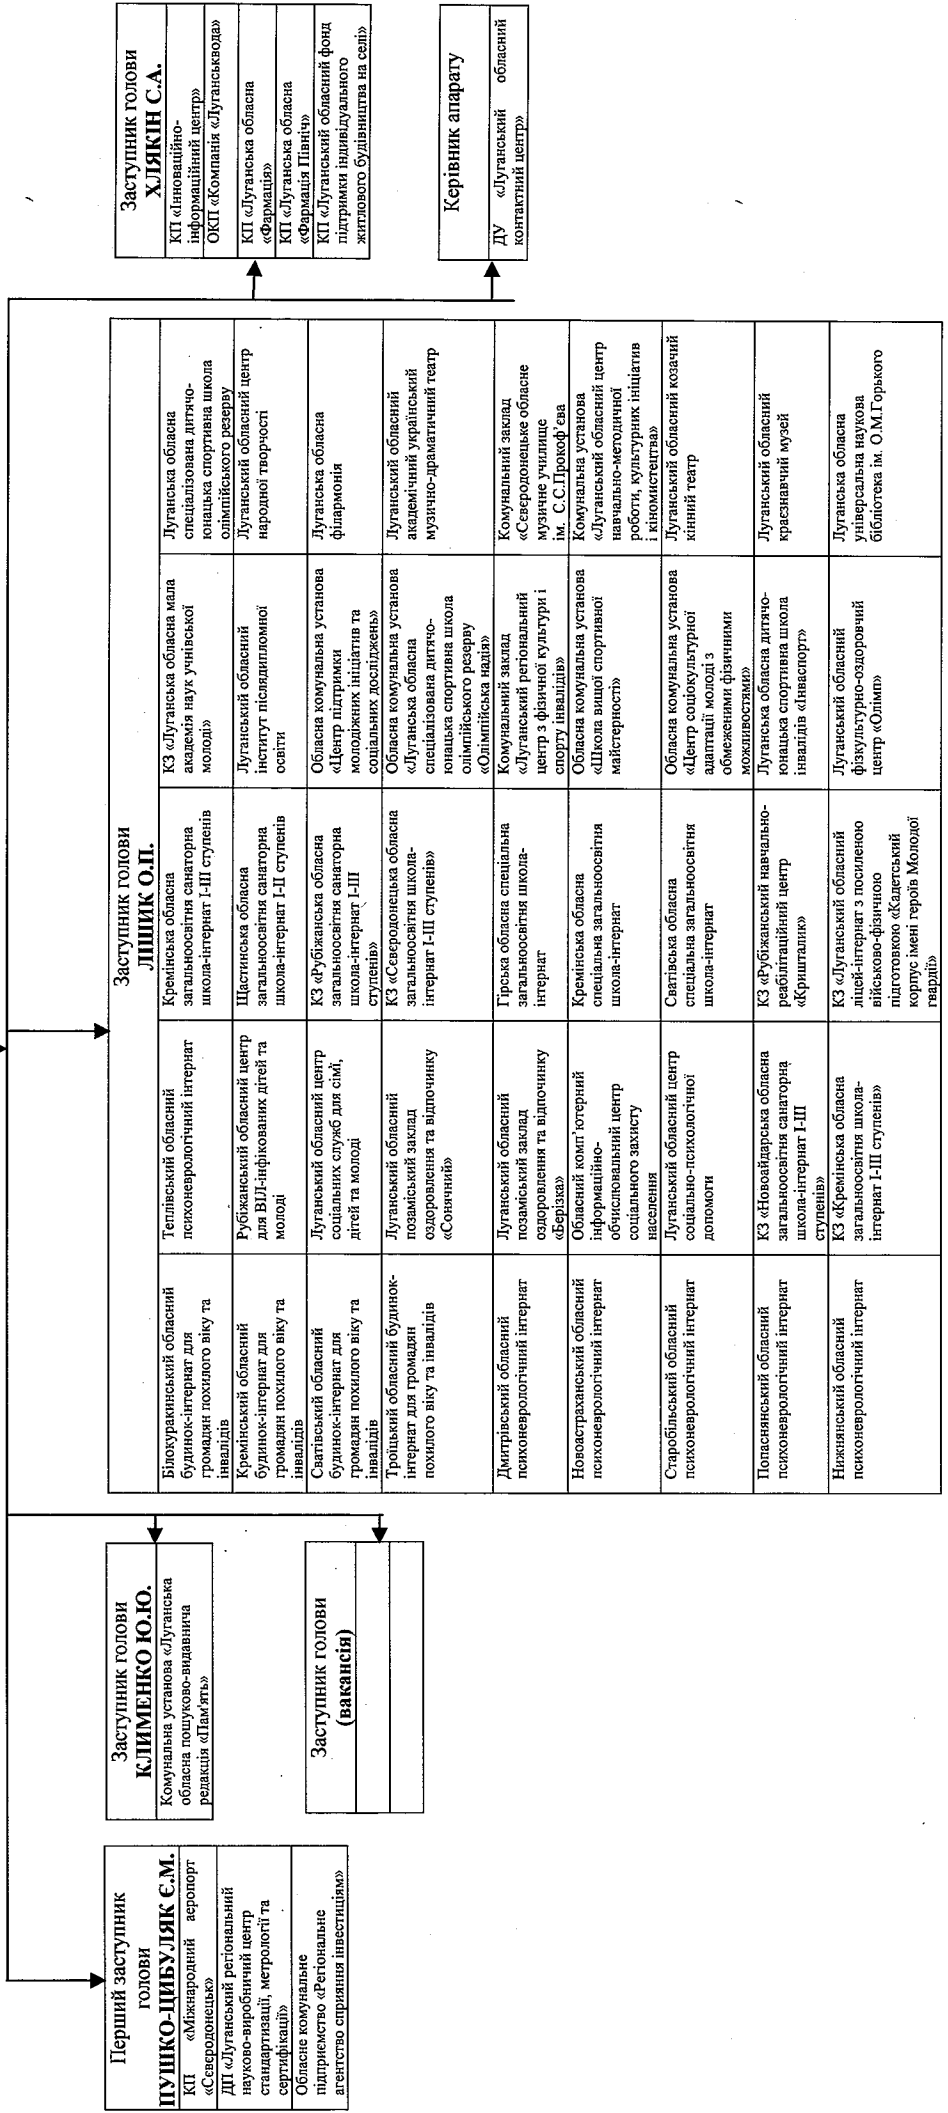 Перший заступник
голови
ПУШКО-ЦИБУЛЯК Є.М.
КП «Міжнародний аеропорт
«Сєвєродонецьк»
ДП «Луганський регіональний
науково-виробничий центр
стандартизації, метрології та
сертифікації»
Обласне комунальне
підприємство «Регіональне
агентство сприяння інвестиціям»
Заступник голови
КЛИМЕНКО Ю.Ю.
Комунальна установа «Луганська
обласна пошуково-видавнича
редакція «Пам'ять»
Заступник голови
(вакансія)
Заступник голови
ЛІШИК О.П.
Білокуракинський обласний
будинок-інтернат для
громадян похилого віку та
інвалідів
Теплівський обласний
психоневрологічний інтернат
Кремінська обласна
загальноосвітня санаторна
школа-інтернат І-ІІІ ступенів
КЗ «Луганська обласна мала
академія наук учнівської
молоді»
Луганська обласна
спеціалізована дитячо-
юнацька спортивна школа
олімпійського резерву
Кремінський обласний
будинок-інтернат для
громадян похилого віку та
інвалідів
Рубіжанський обласний центр
для ВІЛ-інфікованих дітей та
молоді
Щастинська обласна
загальноосвітня санаторна
школа-інтернат І-ІІ ступенів
Луганський обласний
інститут післядипломної
освіти
Луганський обласний центр
народної творчості
Сватівський обласний
будинок-інтернат для
громадян похилого віку та
інвалідів
Луганський обласний центр
соціальних служб для сім'ї,
дітей та молоді
КЗ «Рубіжанська обласна
загальноосвітня санаторна
школа-інтернат І-ІІІ
ступенів»
Обласна комунальна установа
«Центр підтримки
молодіжних ініціатив та
соціальних досліджень»
Луганська обласна
філармонія
Троїцький обласний будинок-
інтернат для громадян
похилого віку та інвалідів
Луганський обласний
позаміський заклад
оздоровлення та відпочинку
«Сонячний»
КЗ «Сєвєродонецька обласна
загальноосвітня школа-
інтернат І-ІІІ ступенів»
Обласна комунальна установа
«Луганська обласна
спеціалізована дитячо-
юнацька спортивна школа
олімпійського резерву
«Олімпійська надія»
Луганський обласний
академічний український
музично-драматичний театр
Дмитрівський обласний
психоневрологічний інтернат
Луганський обласний
позаміський заклад
оздоровлення та відпочинку
«Берізка»
Гірська обласна спеціальна
загальноосвітня школа-
інтернат
Комунальний заклад
«Луганський регіональний
центр з фізичної культури і
спорту інвалідів»
Комунальний заклад
«Сєвєродонецьке обласне
музичне училище
ім. С.С.Прокоф'єва
Новоастраханський обласний
психоневрологічний інтернат
Обласний комп'ютерний
інформаційно-
обчислювальний центр
соціального захисту
населення
Кремінська обласна
спеціальна загальноосвітня
школа-інтернат
Обласна комунальна установа
«Школа вищої спортивної
майстерності»
Комунальна установа
«Луганський обласний центр
навчально-методичної
роботи, культурних ініціатив
і кіномистецтва»
Старобільський обласний
психоневрологічний інтернат
Луганський обласний центр
соціально-психологічної
допомоги
Сватівська обласна
спеціальна загальноосвітня
школа-інтернат
Обласна комунальна установа
«Центр соціокультурної
адаптації молоді з
обмеженими фізичними
можливостями»
Луганський обласний козачий
кінний театр
Попаснянський обласний
психоневрологічний інтернат
КЗ «Новоайдарська обласна
загальноосвітня санаторна
школа-інтернат І-ІІІ
ступенів»
КЗ «Рубіжанський навчально-
реабілітаційний центр
«Кришталик»
Луганська обласна дитячо-
юнацька спортивна школа
інвалідів «Інваспорт»
Луганський обласний
краєзнавчий музей
Нижнянський обласний
психоневрологічний інтернат
КЗ «Кремінська обласна
загальноосвітня школа-
інтернат І-ІІІ ступенів»
КЗ «Луганський обласний
ліцей-інтернат з посиленою
військово-фізичною
підготовкою «Кадетський
корпус імені героїв Молодої
гвардії»
Луганський обласний
фізкультурно-оздоровчий
центр «Олімп»
Луганська обласна
універсальна наукова
бібліотека ім. О.М.Горького
Заступник голови
ХЛЯКІН С.А.
КП «Інноваційно-
інформаційний центр»
ОКП «Компанія «Луганськвода»
КП «Луганська обласна
«Фармація»
КП «Луганська обласна
«Фармація Північ»
КП «Луганський обласний фонд
підтримки індивідуального
житлового будівництва на селі»
Керівник апарату
ДУ «Луганський обласний
контактний центр»